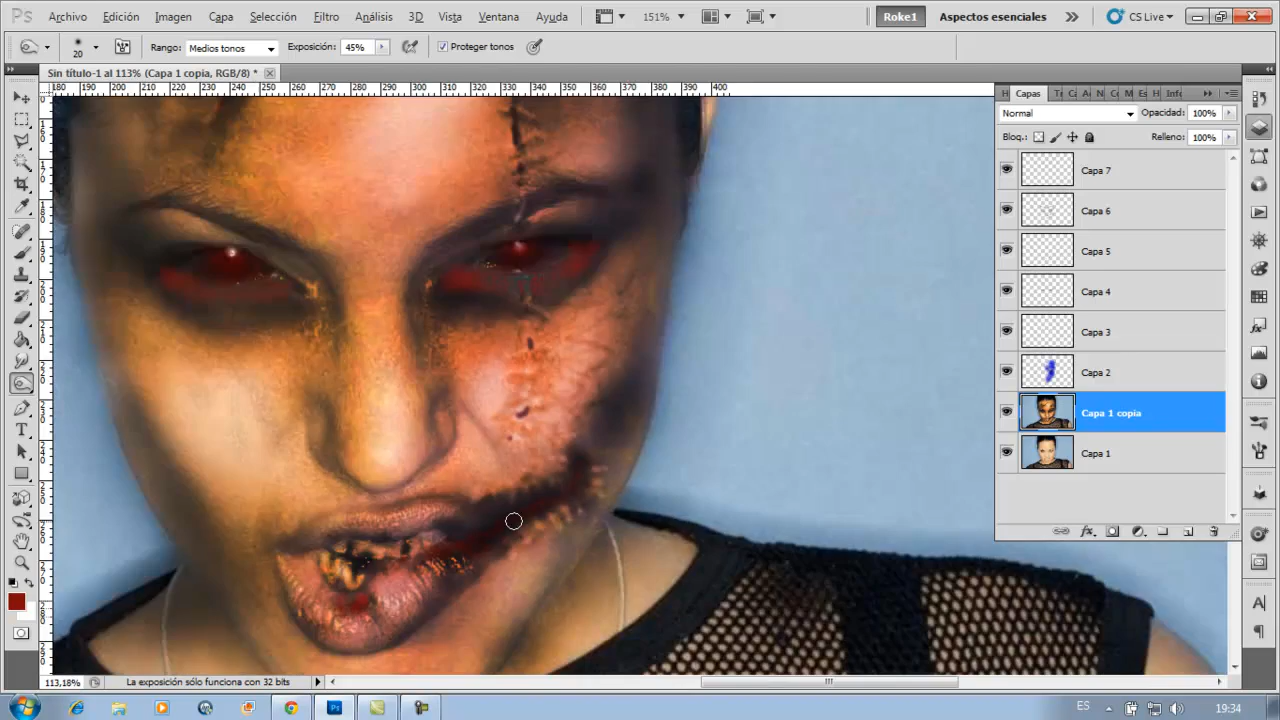 Ps Archivo Edición Imagen Capa Selección Filtro Análisis 3D Vista Ventana Ayuda 151% Roke1 Aspectos esenciales CS Live
20 Rango: Medios tonos Exposición: 45% Proteger tonos
Sin título-1 al 113% (Capa 1 copia, RGB/8) *
180 190 200 210 220 230 240 250 260 270 280 290 300 310 320 330 340 350 360 370 380 390 400
Capas Info
Normal Opacidad: 100%
Bloq.: Relleno: 100%
Capa 7
Capa 6
Capa 5
Capa 4
Capa 3
Capa 2
Capa 1 copia
Capa 1
113,18% La exposición sólo funciona con 32 bits
ES 19:34